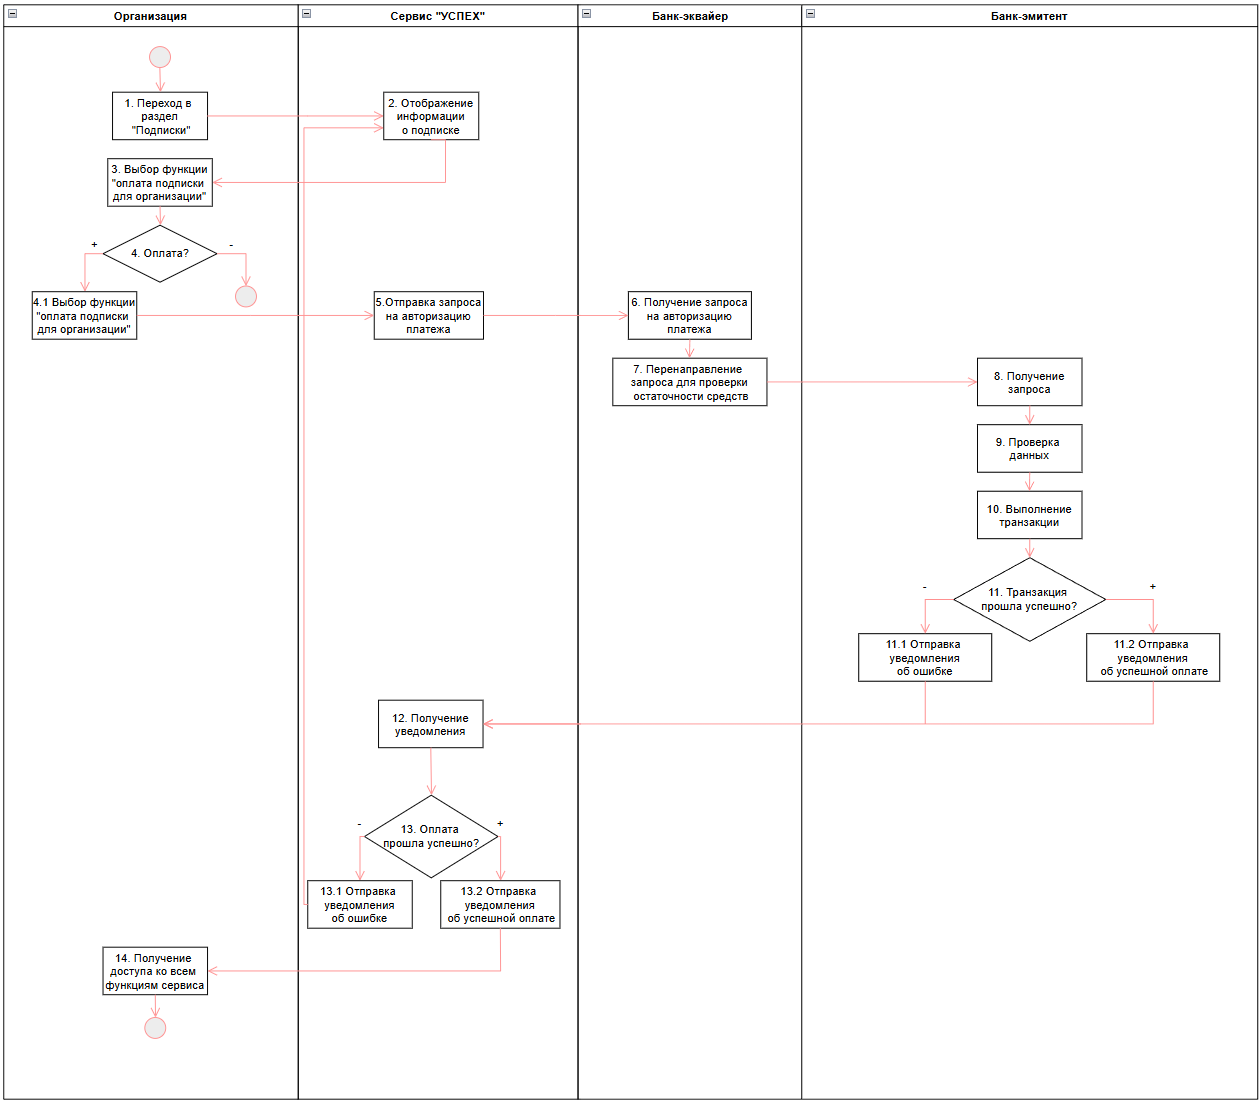 Организация
Сервис "УСПЕХ"
Банк-эквайер
Банк-эмитент
1. Переход в
раздел
"Подписки"
2. Отображение
информации
о подписке
3. Выбор функции
"оплата подписки
для организации"
4. Оплата?
+
-
4.1 Выбор функции
"оплата подписки
для организации"
5.Отправка запроса
на авторизацию
платежа
6. Получение запроса
на авторизацию
платежа
7. Перенаправление
запроса для проверки
остаточности средств
8. Получение
запроса
9. Проверка
данных
10. Выполнение
транзакции
11. Транзакция
прошла успешно?
-
+
11.1 Отправка
уведомления
об ошибке
11.2 Отправка
уведомления
об успешной оплате
12. Получение
уведомления
13. Оплата
прошла успешно?
-
+
13.1 Отправка
уведомления
об ошибке
13.2 Отправка
уведомления
об успешной оплате
14. Получение
доступа ко всем
функциям сервиса